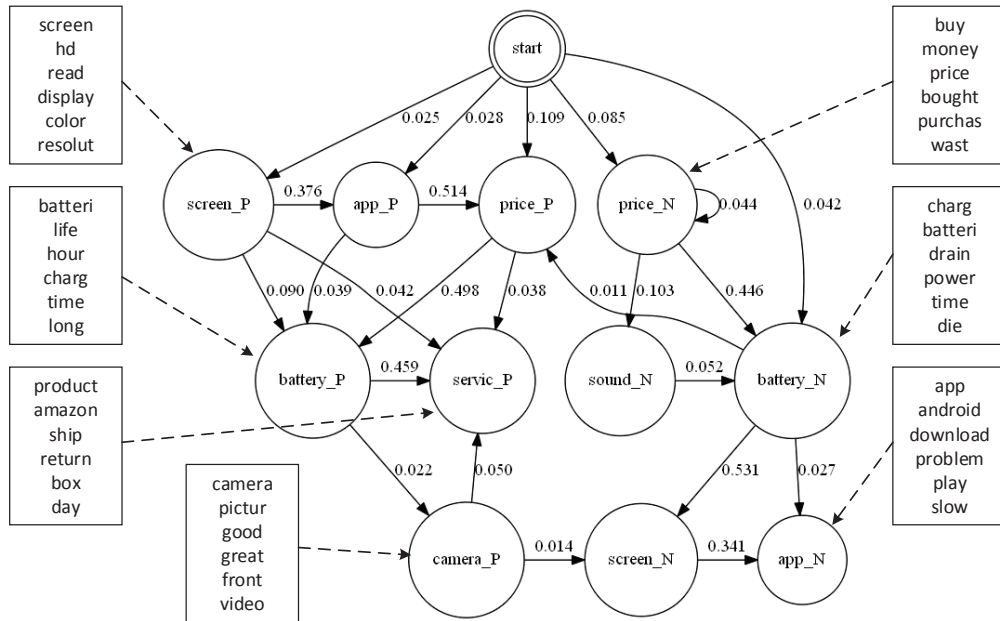 screen
hd
read
display
color
resolut
start
buy
money
price
bought
purchas
wast
0.025
0.028
0.109
0.085
0.042
screen_P
0.376
app_P
0.514
price_P
price_N
0.044
batteri
life
hour
charg
time
long
charg
batteri
drain
power
time
die
0.090
0.039
0.042
0.498
0.038
0.011
0.103
0.446
battery_P
0.459
servic_P
sound_N
0.052
battery_N
product
amazon
ship
return
box
day
app
android
download
problem
play
slow
0.022
0.050
0.531
0.027
camera
pictur
good
great
front
video
camera_P
0.014
screen_N
0.341
app_N